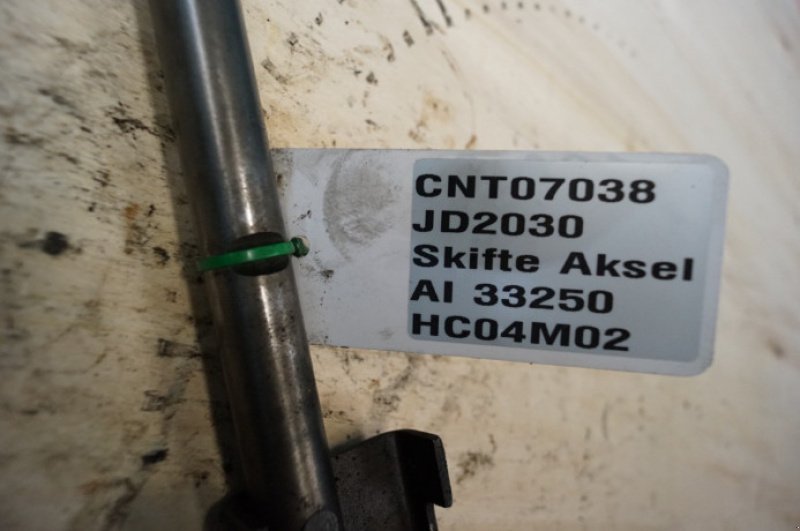 CNT07038
JD2030
Skifte Aksel
AI 33250
HC04M02